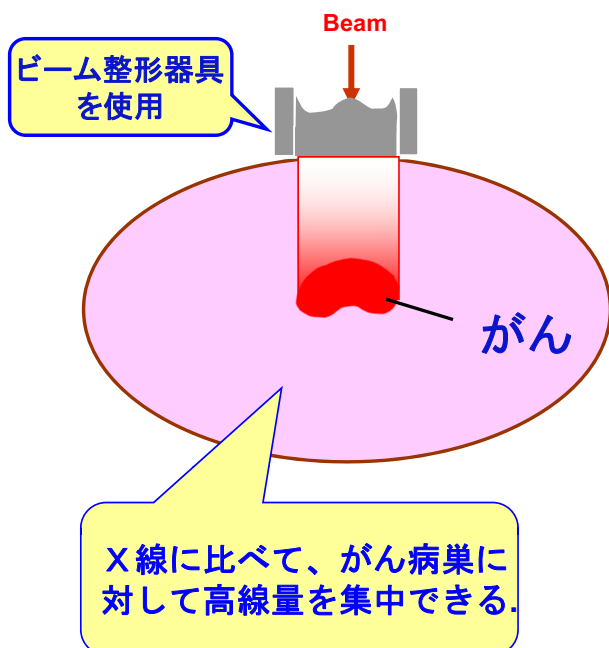 Beam
ビーム整形器具
を使用
がん
X線に比べて、がん病巣に
対して高線量を集中できる.